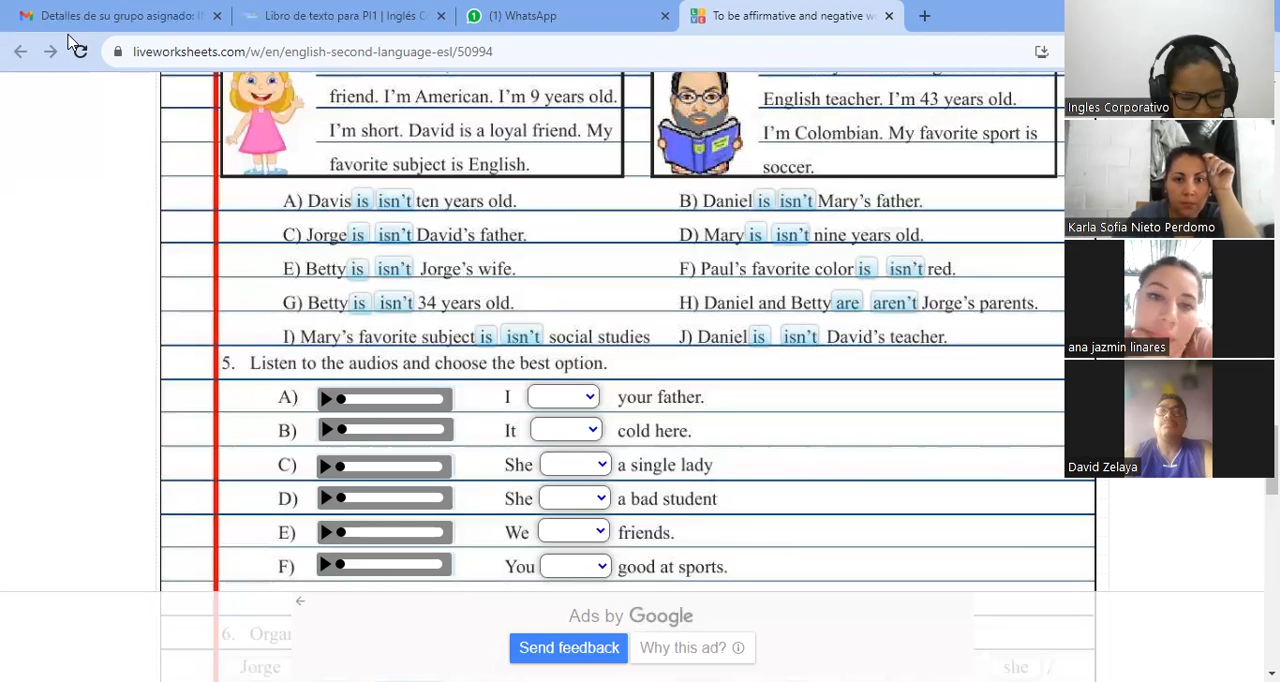 Detalles de su grupo asignado: I
Libro de texto para PI1 | Inglés C
(1) WhatsApp
To be affirmative and negative w
liveworksheets.com/w/en/english-second-language-esl/50994
friend. I'm American. I'm 9 years old.
I'm short. David is a loyal friend. My
favorite subject is English.
English teacher. I'm 43 years old.
I'm Colombian. My favorite sport is
soccer.
A) Davis is isn't ten years old.
B) Daniel is isn't Mary's father.
C) Jorge is isn't David's father.
D) Mary is isn't nine years old.
E) Betty is isn't Jorge's wife.
F) Paul's favorite color is isn't red.
G) Betty is isn't 34 years old.
H) Daniel and Betty are aren't Jorge's parents.
I) Mary's favorite subject is isn't social studies
J) Daniel is isn't David's teacher.
5. Listen to the audios and choose the best option.
A) I your father.
B) It cold here.
C) She a single lady
D) She a bad student
E) We friends.
F) You good at sports.
Ads by Google
Send feedback
Why this ad?
6. Organ
Jorge
she /
Ingles Corporativo
Karla Sofia Nieto Perdomo
ana jazmin linares
David Zelaya